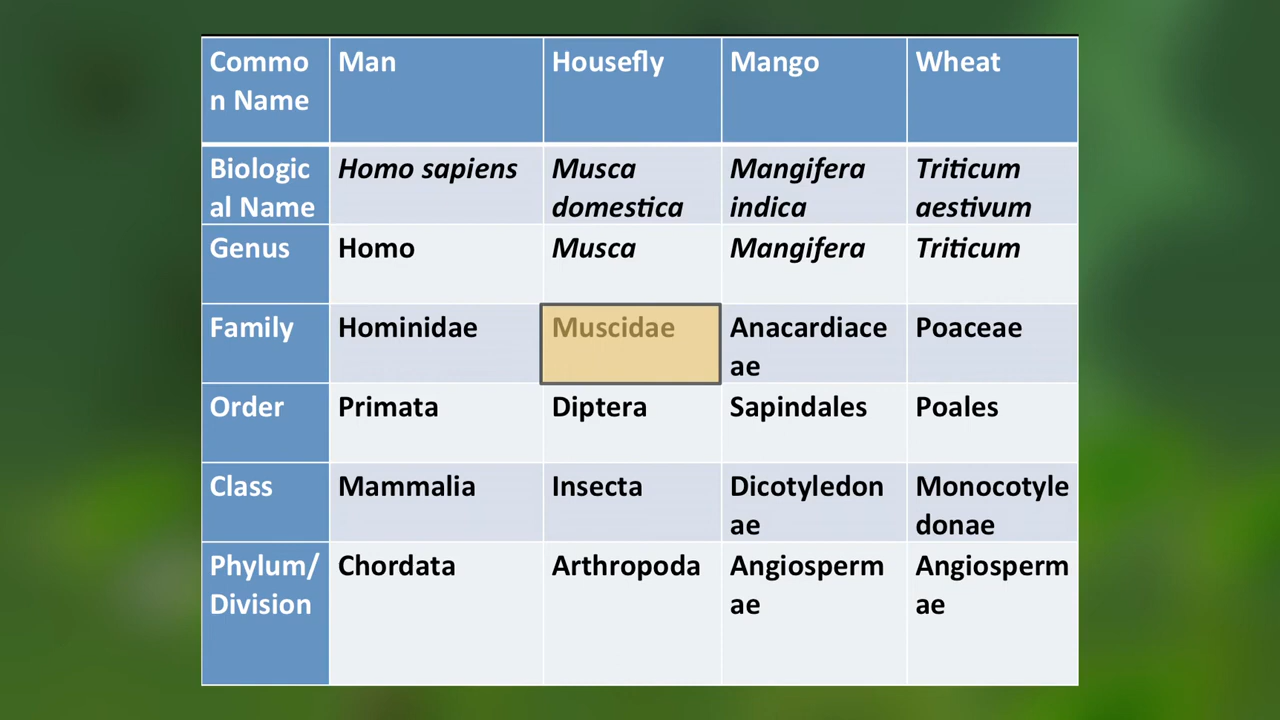 Commo
n Name
Man
Housefly
Mango
Wheat
Biologic
al Name
Homo sapiens
Musca
domestica
Mangifera
indica
Triticum
aestivum
Genus
Homo
Musca
Mangifera
Triticum
Family
Hominidae
Muscidae
Anacardiace
ae
Poaceae
Order
Primata
Diptera
Sapindales
Poales
Class
Mammalia
Insecta
Dicotyledon
ae
Monocotyle
donae
Phylum/
Division
Chordata
Arthropoda
Angiosperm
ae
Angiosperm
ae